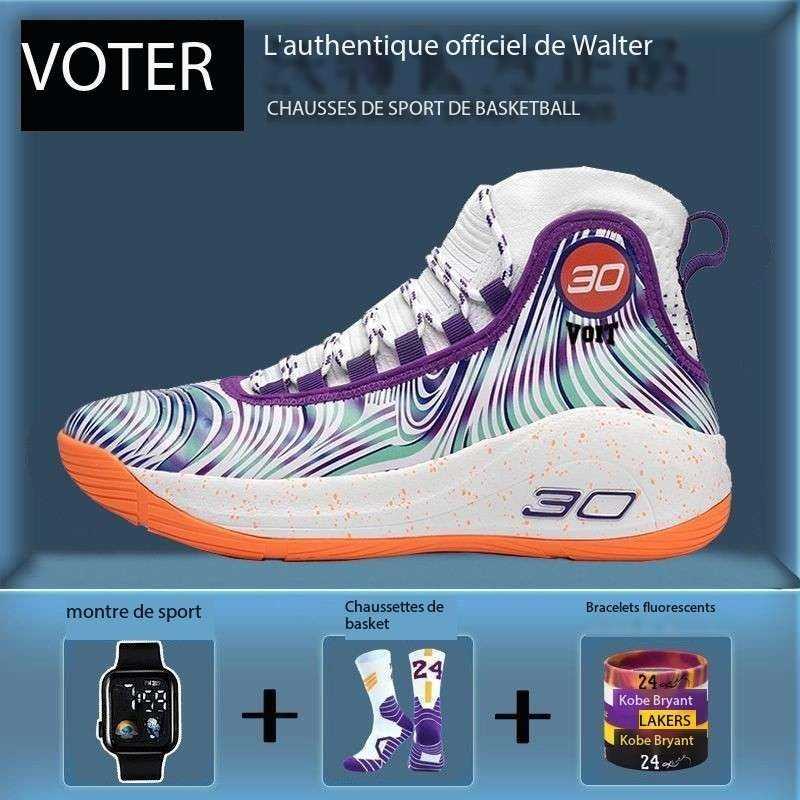 VOTER
L'authentique officiel de Walter
CHAUSSES DE SPORT DE BASKETBALL
30
VOIT
30
montre de sport
Chaussettes de
basket
Bracelets fluorescents
24
24
Kobe Bryant
LAKERS
Kobe Bryant
24